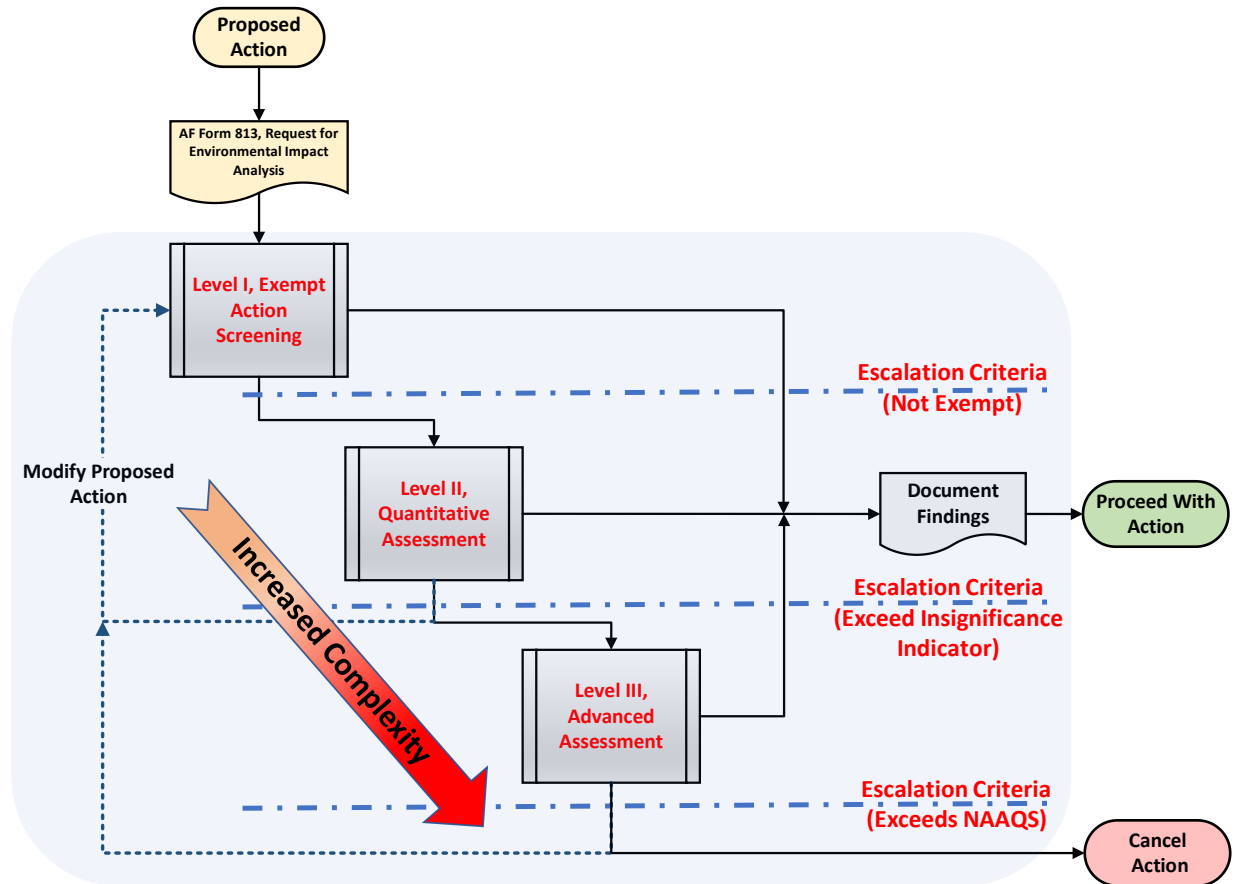 Proposed
Action
AF Form 813, Request for
Environmental Impact
Analysis
Level I, Exempt
Action
Screening
Escalation Criteria
(Not Exempt)
Modify Proposed
Action
Level II,
Quantitative
Assessment
Document
Findings
Proceed With
Action
Increased Complexity
Escalation Criteria
(Exceed Insignificance
Indicator)
Level III,
Advanced
Assessment
Escalation Criteria
(Exceeds NAAQS)
Cancel
Action